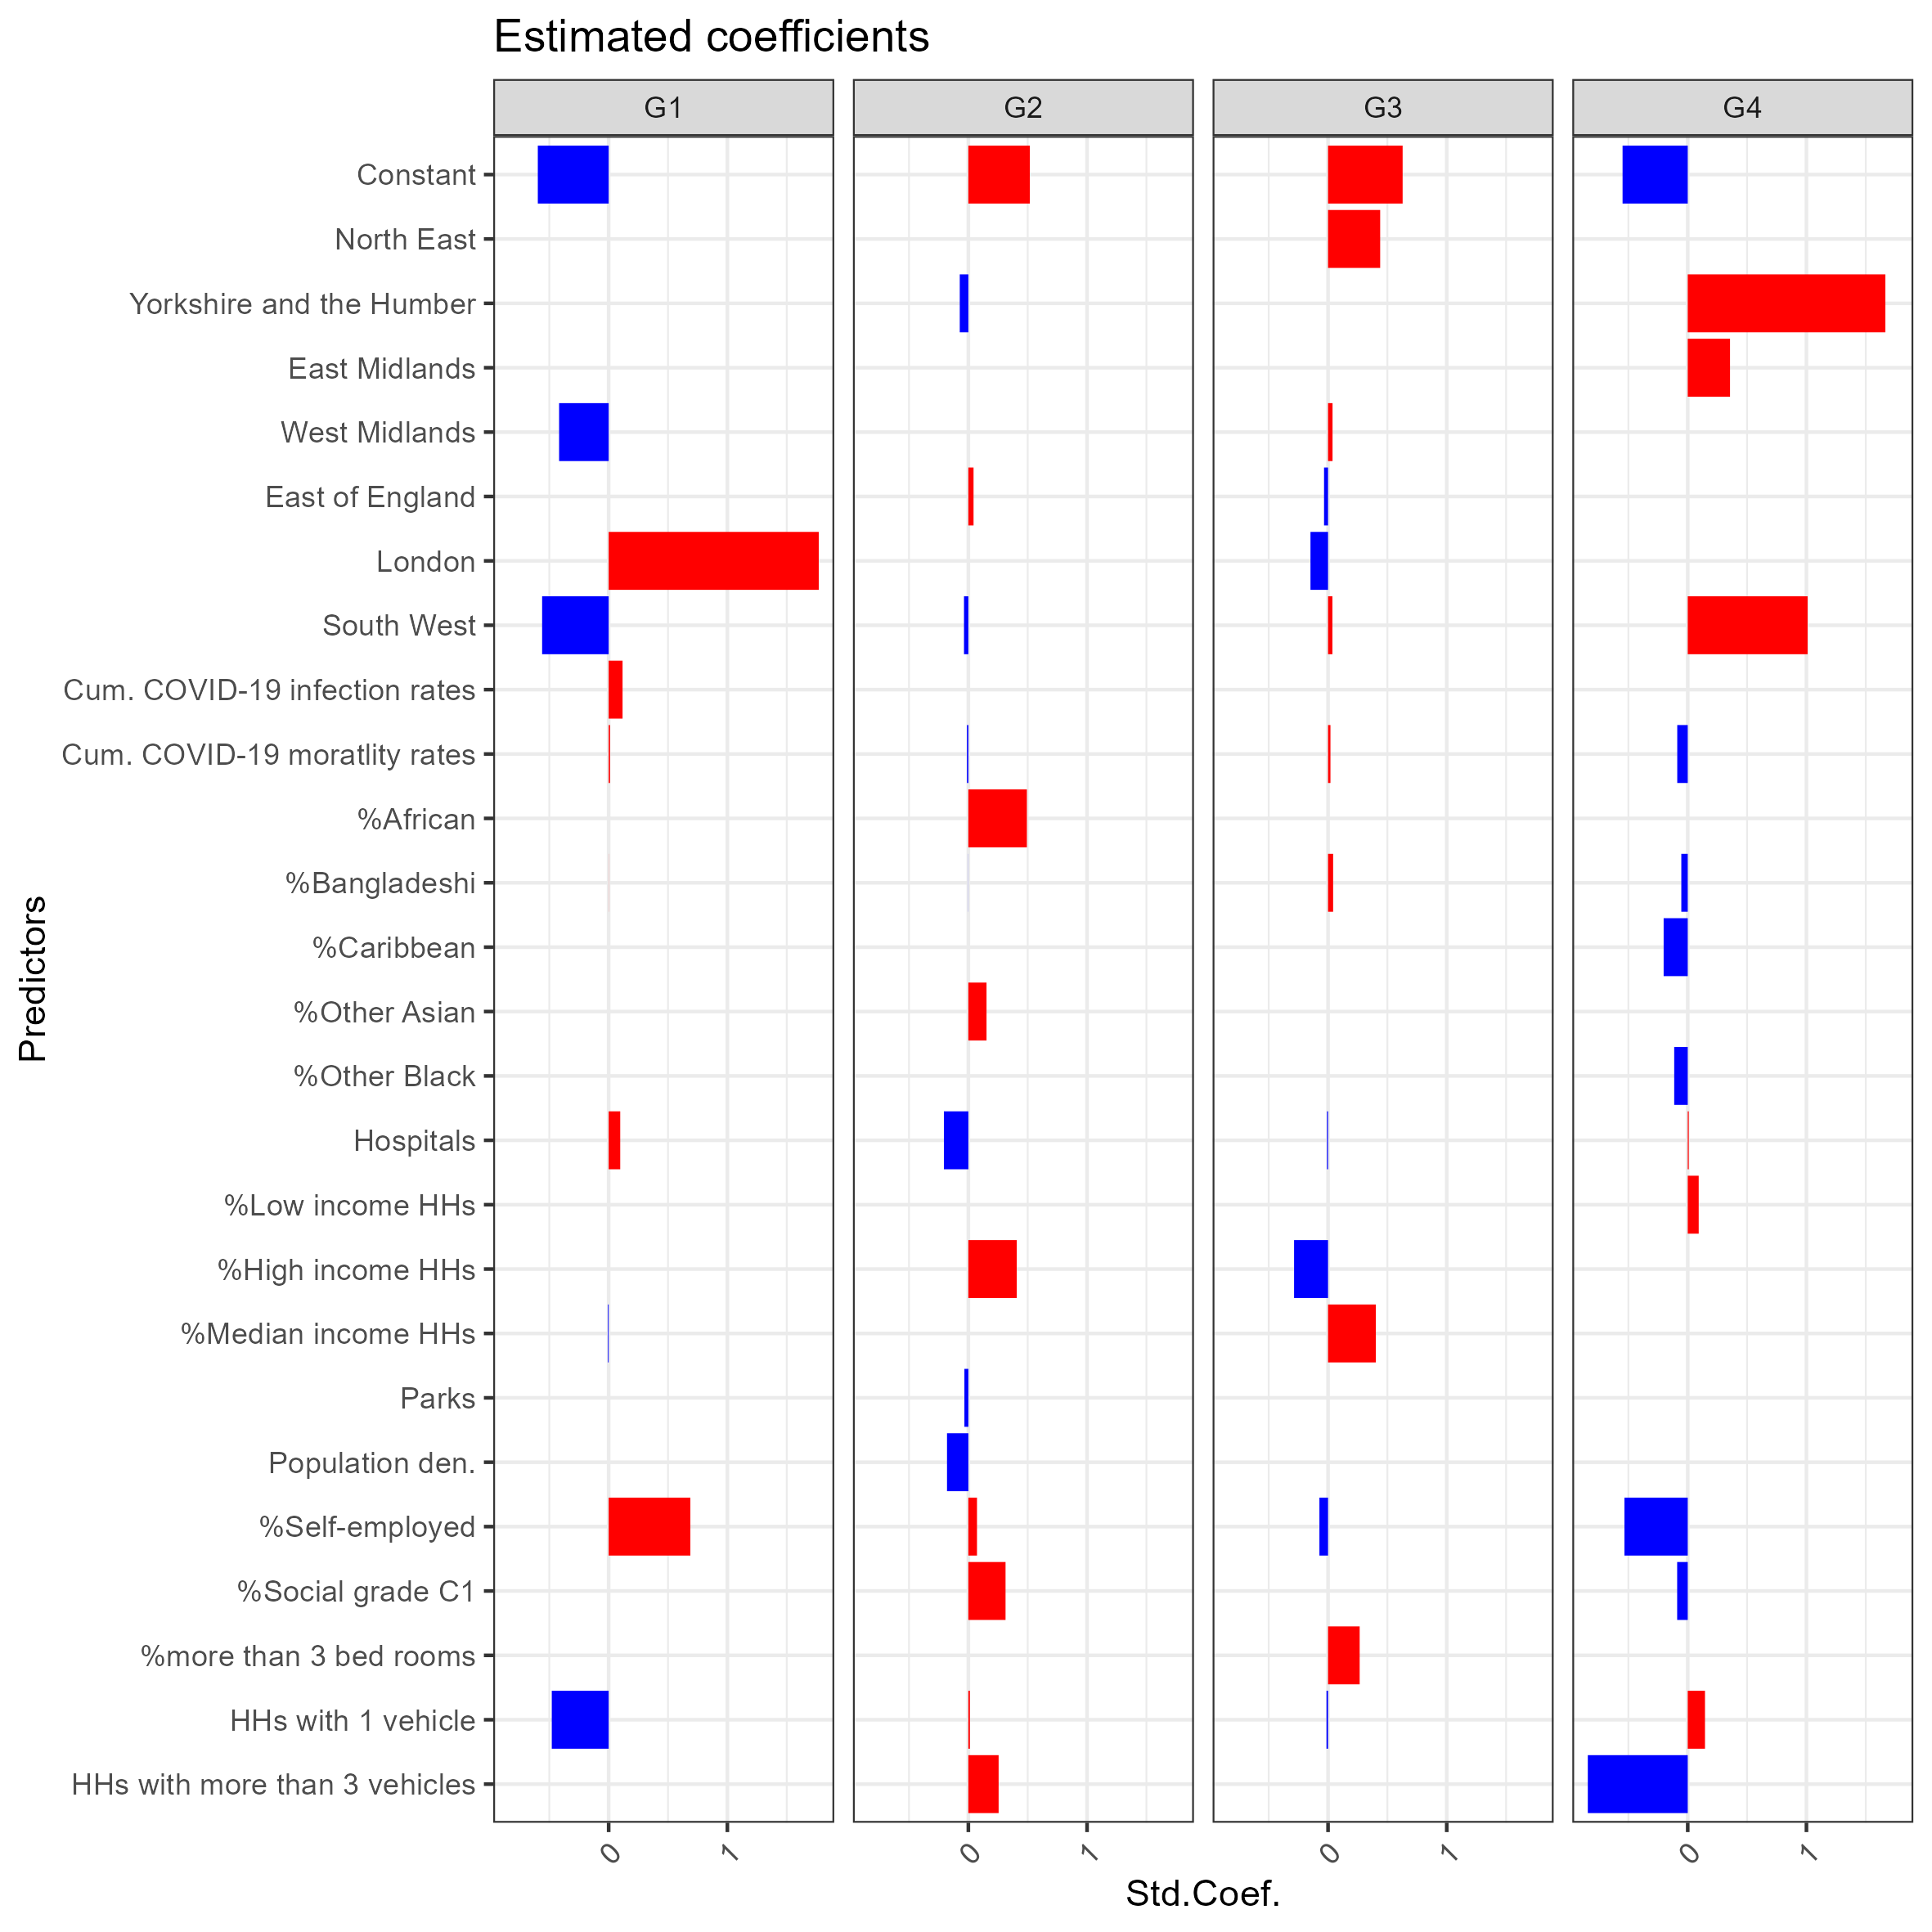 Estimated coefficients
G1 G2 G3 G4
Constant
North East
Yorkshire and the Humber
East Midlands
West Midlands
East of England
London
South West
Cum. COVID-19 infection rates
Cum. COVID-19 moratlity rates
%African
%Bangladeshi
%Caribbean
%Other Asian
%Other Black
Hospitals
%Low income HHs
%High income HHs
%Median income HHs
Parks
Population den.
%Self-employed
%Social grade C1
%more than 3 bed rooms
HHs with 1 vehicle
HHs with more than 3 vehicles
Predictors
0 1 0 1 0 1 0 1
Std.Coef.